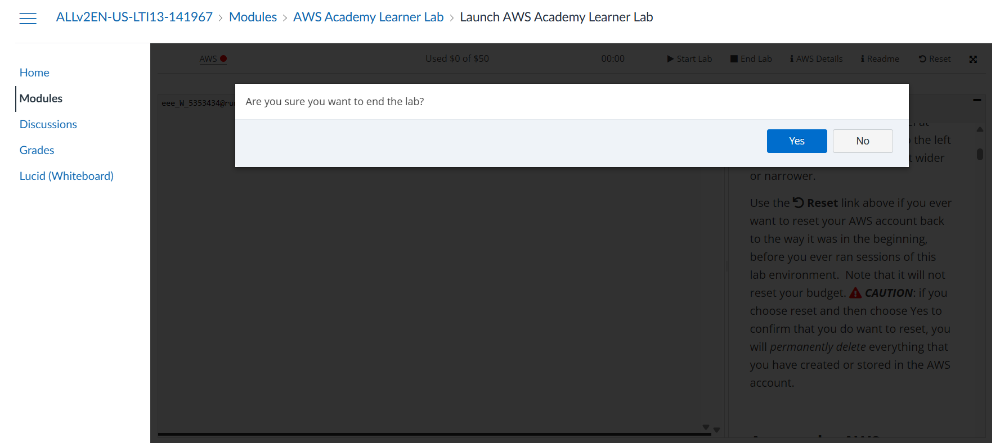 ALLv2EN-US-LTI13-141967 > Modules > AWS Academy Learner Lab > Launch AWS Academy Learner Lab
Home
Modules
Discussions
Grades
Lucid (Whiteboard)
AWS Used $0 of $50 00:00 Start Lab End Lab AWS Details Readme Reset
eee_W_5353434@ru
Are you sure you want to end the lab?
Yes No
at
the left
wider
or narrower.
Use the Reset link above if you ever
want to reset your AWS account back
to the way it was in the beginning,
before you ever ran sessions of this
lab environment. Note that it will not
reset your budget. CAUTION: if you
choose reset and then choose Yes to
confirm that you do want to reset, you
will permanently delete everything that
you have created or stored in the AWS
account.